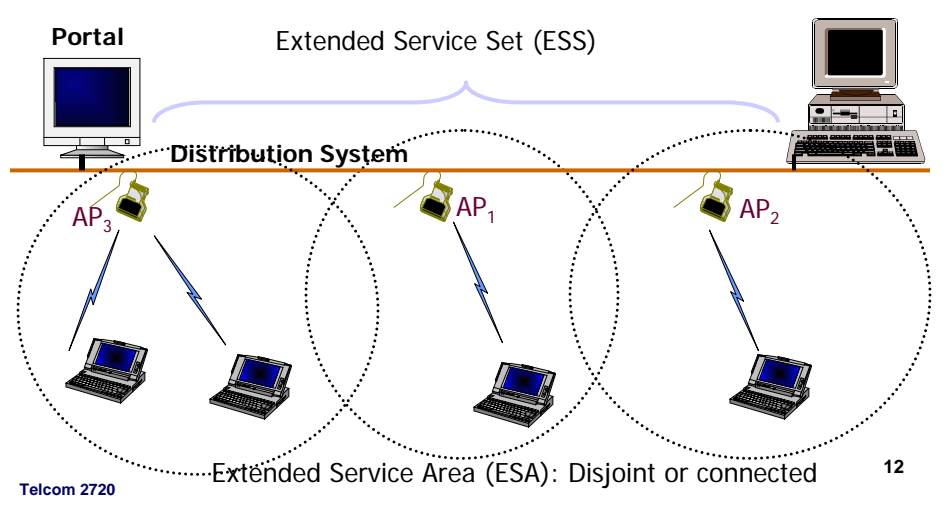 Portal
Extended Service Set (ESS)
Distribution System
AP3
AP1
AP2
Extended Service Area (ESA): Disjoint or connected
12
Telcom 2720